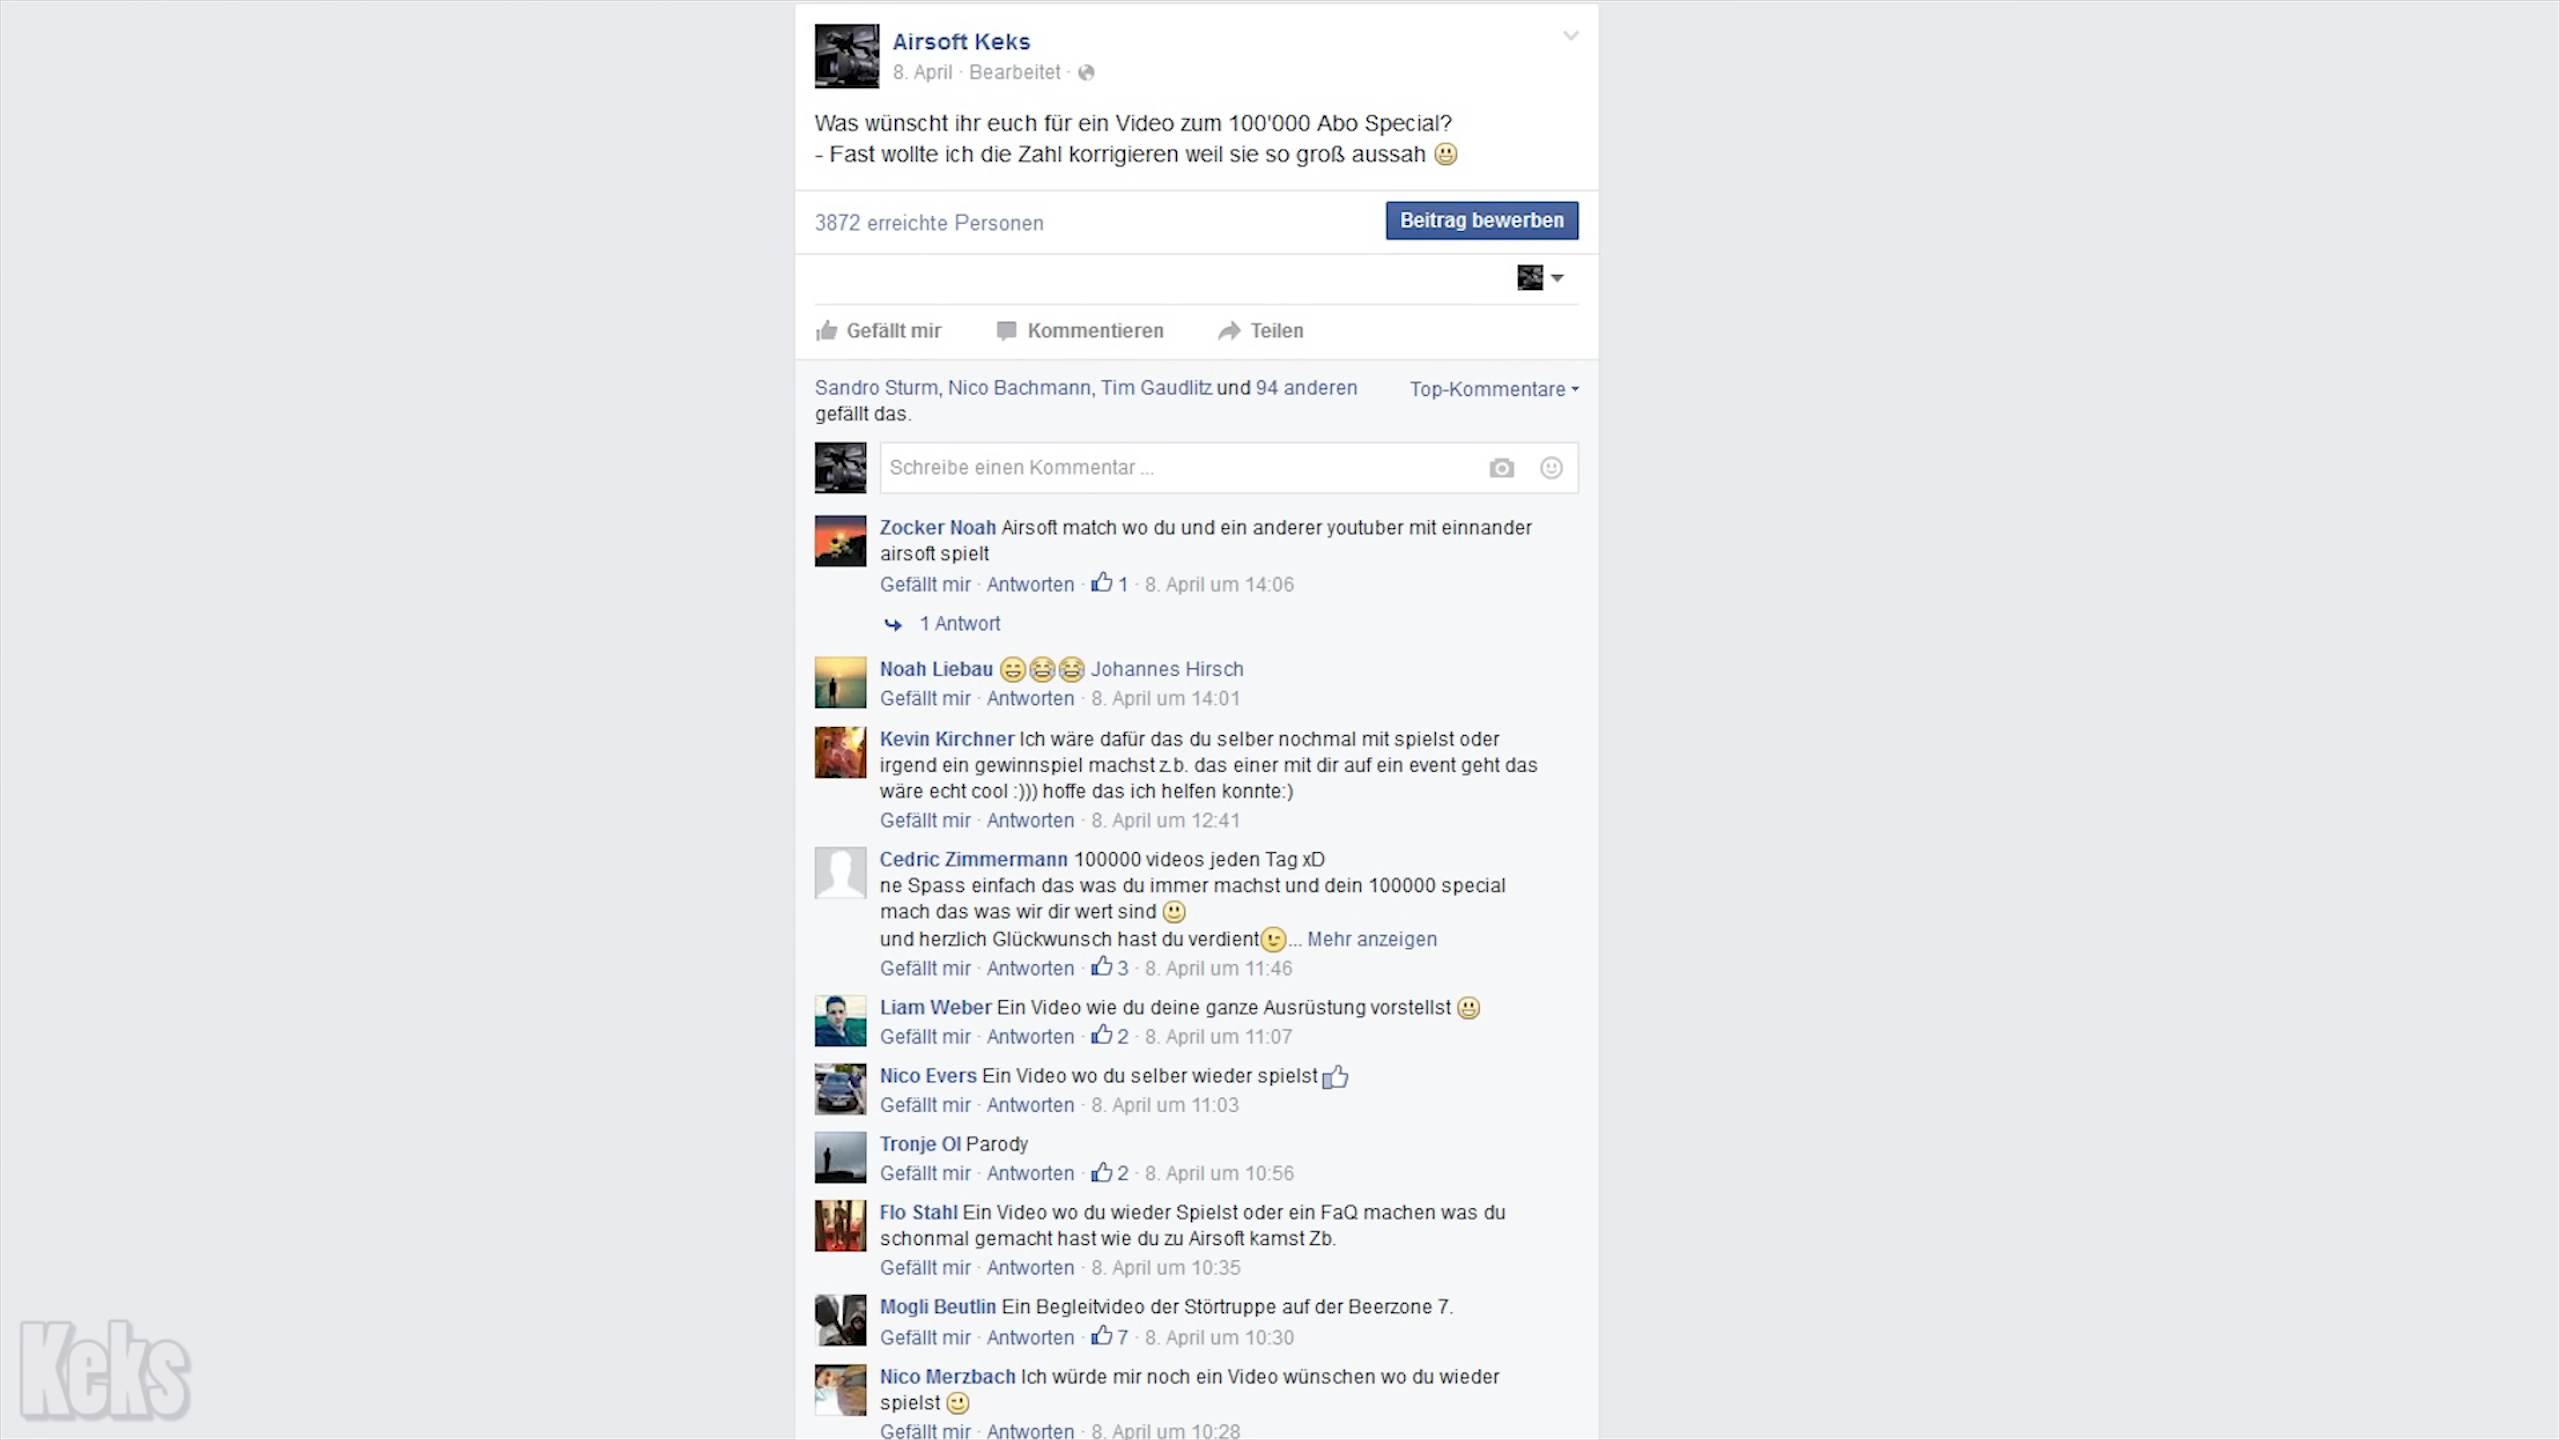 Airsoft Keks
8. April · Bearbeitet ·
Was wünscht ihr euch für ein Video zum 100'000 Abo Special?
- Fast wollte ich die Zahl korrigieren weil sie so groß aussah 😃
3872 erreichte Personen
Beitrag bewerben
Gefällt mir
Kommentieren
Teilen
Sandro Sturm, Nico Bachmann, Tim Gaudlitz und 94 anderen
gefällt das.
Top-Kommentare
Schreibe einen Kommentar ...
Zocker Noah Airsoft match wo du und ein anderer youtuber mit einnander
airsoft spielt
Gefällt mir · Antworten · 1 · 8. April um 14:06
1 Antwort
Noah Liebau 😄😂😂 Johannes Hirsch
Gefällt mir · Antworten · 8. April um 14:01
Kevin Kirchner Ich wäre dafür das du selber nochmal mit spielst oder
irgend ein gewinnspiel machst z.b. das einer mit dir auf ein event geht das
wäre echt cool :))) hoffe das ich helfen konnte:)
Gefällt mir · Antworten · 8. April um 12:41
Cedric Zimmermann 100000 videos jeden Tag xD
ne Spass einfach das was du immer machst und dein 100000 special
mach das was wir dir wert sind 🙂
und herzlich Glückwunsch hast du verdient😉... Mehr anzeigen
Gefällt mir · Antworten · 3 · 8. April um 11:46
Liam Weber Ein Video wie du deine ganze Ausrüstung vorstellst 😃
Gefällt mir · Antworten · 2 · 8. April um 11:07
Nico Evers Ein Video wo du selber wieder spielst 👍
Gefällt mir · Antworten · 8. April um 11:03
Tronje Ol Parody
Gefällt mir · Antworten · 2 · 8. April um 10:56
Flo Stahl Ein Video wo du wieder Spielst oder ein FaQ machen was du
schonmal gemacht hast wie du zu Airsoft kamst Zb.
Gefällt mir · Antworten · 8. April um 10:35
Mogli Beutlin Ein Begleitvideo der Störtruppe auf der Beerzone 7.
Gefällt mir · Antworten · 7 · 8. April um 10:30
Nico Merzbach Ich würde mir noch ein Video wünschen wo du wieder
spielst 😉
Gefällt mir · Antworten · 8. April um 10:28
Keks